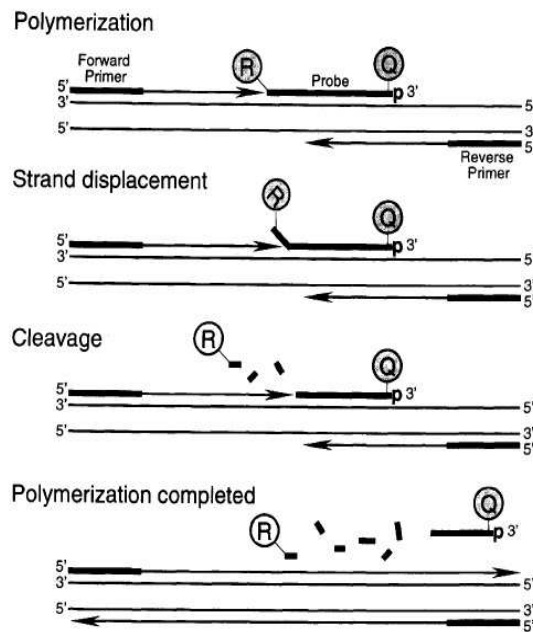 Polymerization
Forward
Primer
R
Probe
Q
5'
p 3'
3'
5'
5'
3'
5'
Reverse
Primer
Strand displacement
R
Q
5'
p 3'
3'
5'
5'
3'
5'
Cleavage
R
Q
5'
p 3'
3'
5'
5'
3'
5'
Polymerization completed
Q
R
p 3'
5'
3'
5'
5'
3'
5'